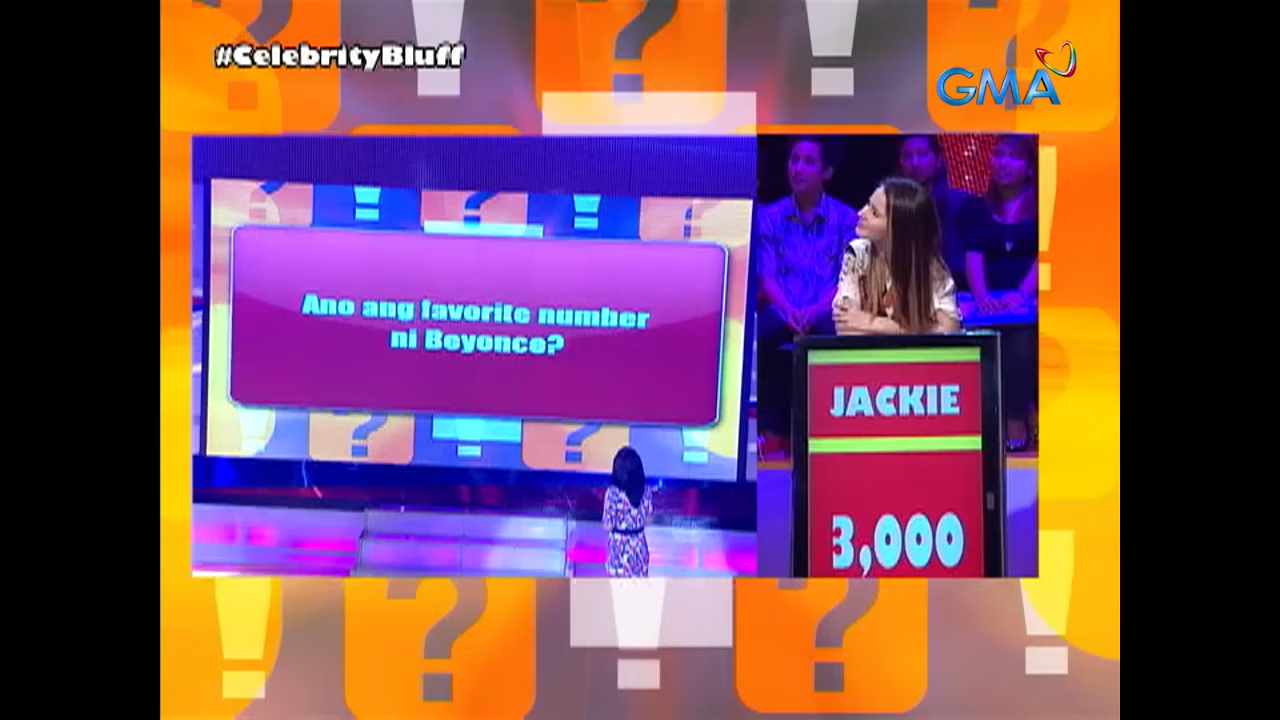 #CelebrityBluff
GMA
Ano ang favorite number
ni Beyonce?
JACKIE
3,000